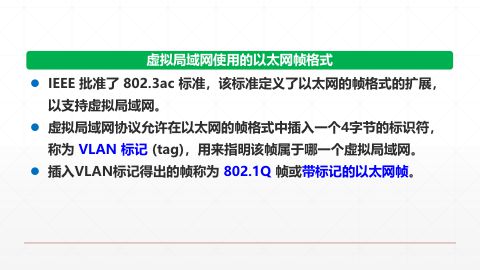 虚拟局域网使用的以太网帧格式
IEEE 批准了 802.3ac 标准，该标准定义了以太网的帧格式的扩展，
以支持虚拟局域网。
虚拟局域网协议允许在以太网的帧格式中插入一个4字节的标识符，
称为 VLAN 标记 (tag)，用来指明该帧属于哪一个虚拟局域网。
插入VLAN标记得出的帧称为 802.1Q 帧或带标记的以太网帧。